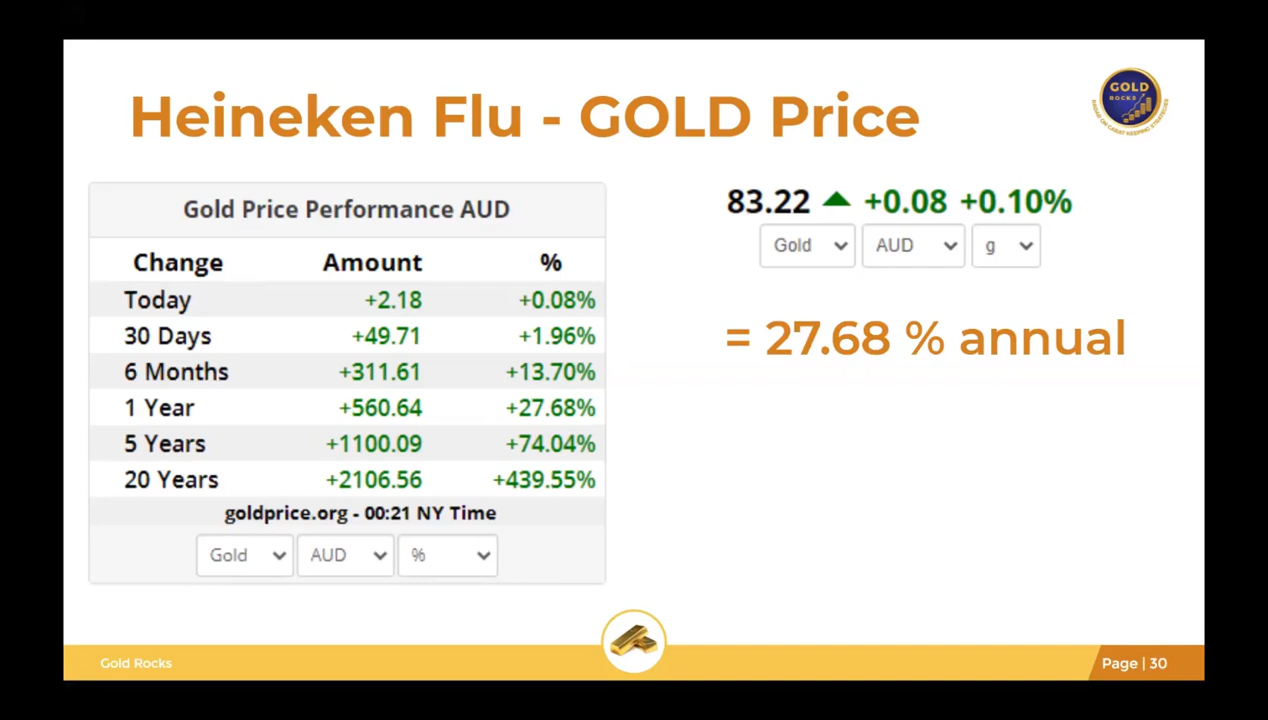 Heineken Flu - GOLD Price
GOLD
ROCKS
Gold Price Performance AUD
Change Amount %
Today +2.18 +0.08%
30 Days +49.71 +1.96%
6 Months +311.61 +13.70%
1 Year +560.64 +27.68%
5 Years +1100.09 +74.04%
20 Years +2106.56 +439.55%
goldprice.org - 00:21 NY Time
Gold AUD %
83.22 ▲ +0.08 +0.10%
Gold AUD g
= 27.68 % annual
Gold Rocks
Page | 30